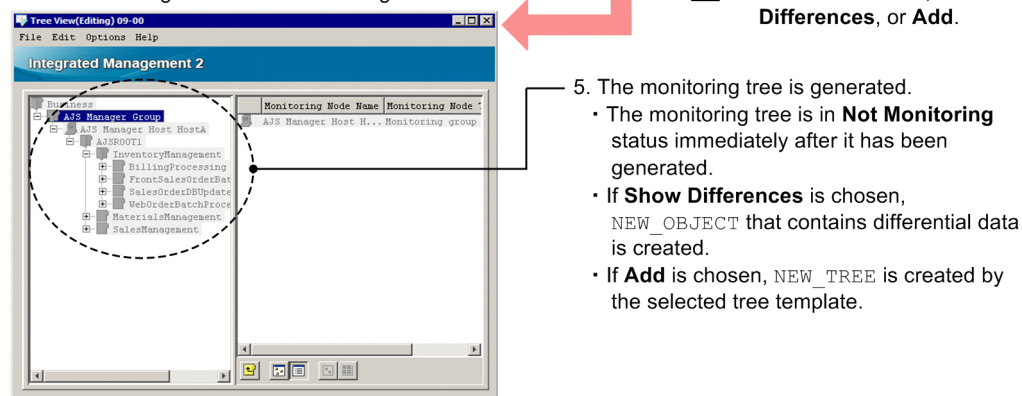 Differences, or Add.
Tree View(Editing) 09-00
File Edit Options Help
Integrated Management 2
Business
AJS Manager Group
AJS Manager Host HostA
AJSROOT1
InventoryManagement
BillingProcessing
FrontSalesOrderBat
SalesOrderDBUpdate
WebOrderBatchProce
MaterialsManagement
SalesManagement
Monitoring Node Name Monitoring Node
AJS Manager Host H... Monitoring group
5. The monitoring tree is generated.
· The monitoring tree is in Not Monitoring
status immediately after it has been
generated.
· If Show Differences is chosen,
NEW_OBJECT that contains differential data
is created.
· If Add is chosen, NEW_TREE is created by
the selected tree template.